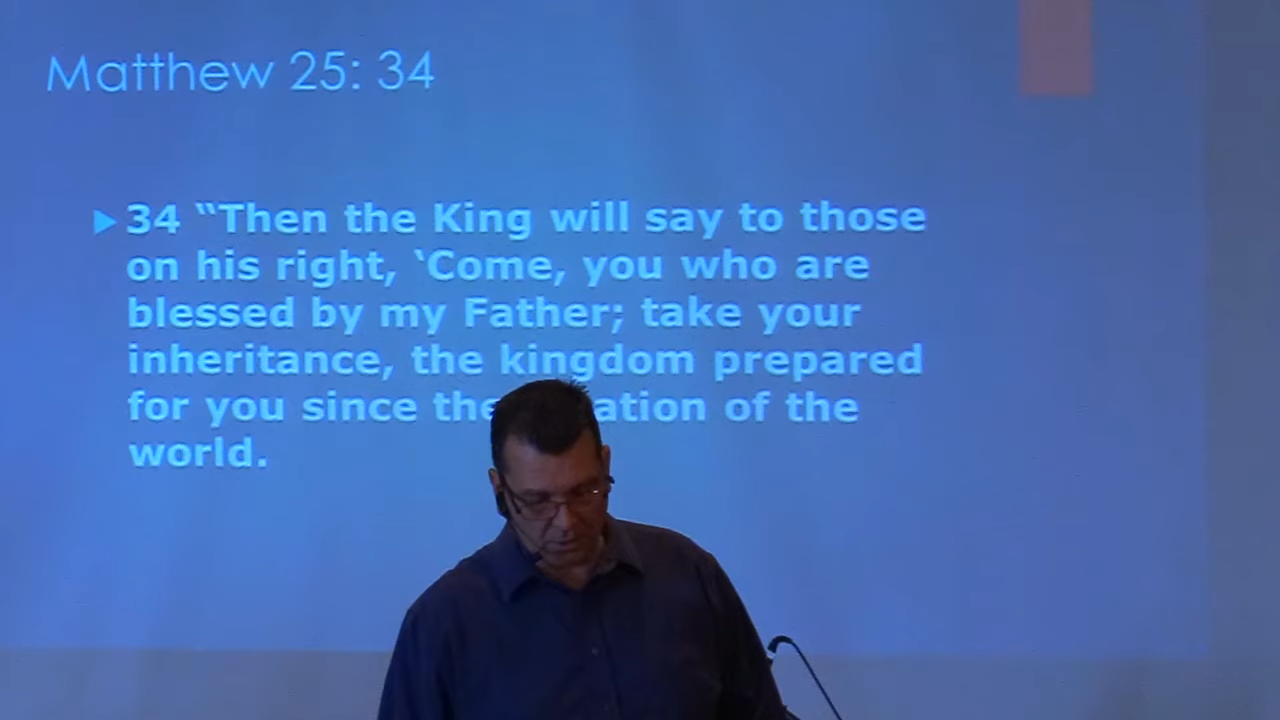 Matthew 25: 34
34 “Then the King will say to those
on his right, ‘Come, you who are
blessed by my Father; take your
inheritance, the kingdom prepared
for you since the ation of the
world.